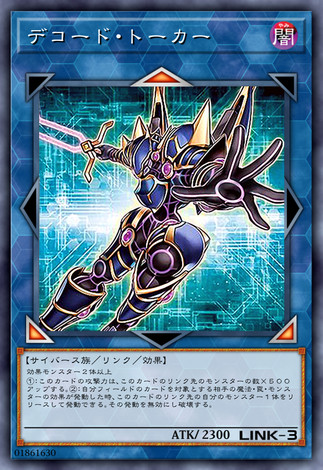 デコード・トーカー
闇
やみ
【サイバース族／リンク／効果】
効果モンスター２体以上
①：このカードの攻撃力は、このカードのリンク先のモンスターの数×５００
アップする。②：自分フィールドのカードを対象とする相手の魔法・罠・モンス
ターの効果が発動した時、このカードのリンク先の自分のモンスター１体をリ
リースして発動できる。その発動を無効にし破壊する。
ATK/ 2300 LINK-3
01861630